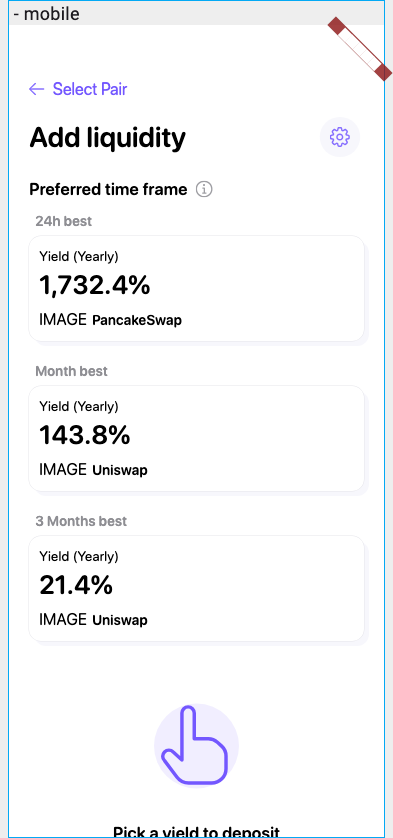 - mobile
← Select Pair
Add liquidity
Preferred time frame
24h best
Yield (Yearly)
1,732.4%
IMAGE PancakeSwap
Month best
Yield (Yearly)
143.8%
IMAGE Uniswap
3 Months best
Yield (Yearly)
21.4%
IMAGE Uniswap
Pick a yield to deposit